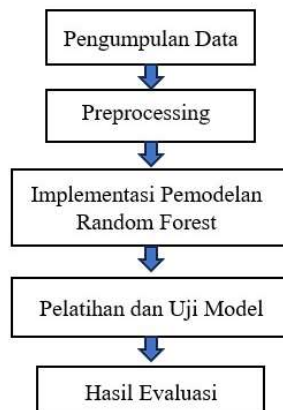 Pengumpulan Data
Preprocessing
Implementasi Pemodelan
Random Forest
Pelatihan dan Uji Model
Hasil Evaluasi